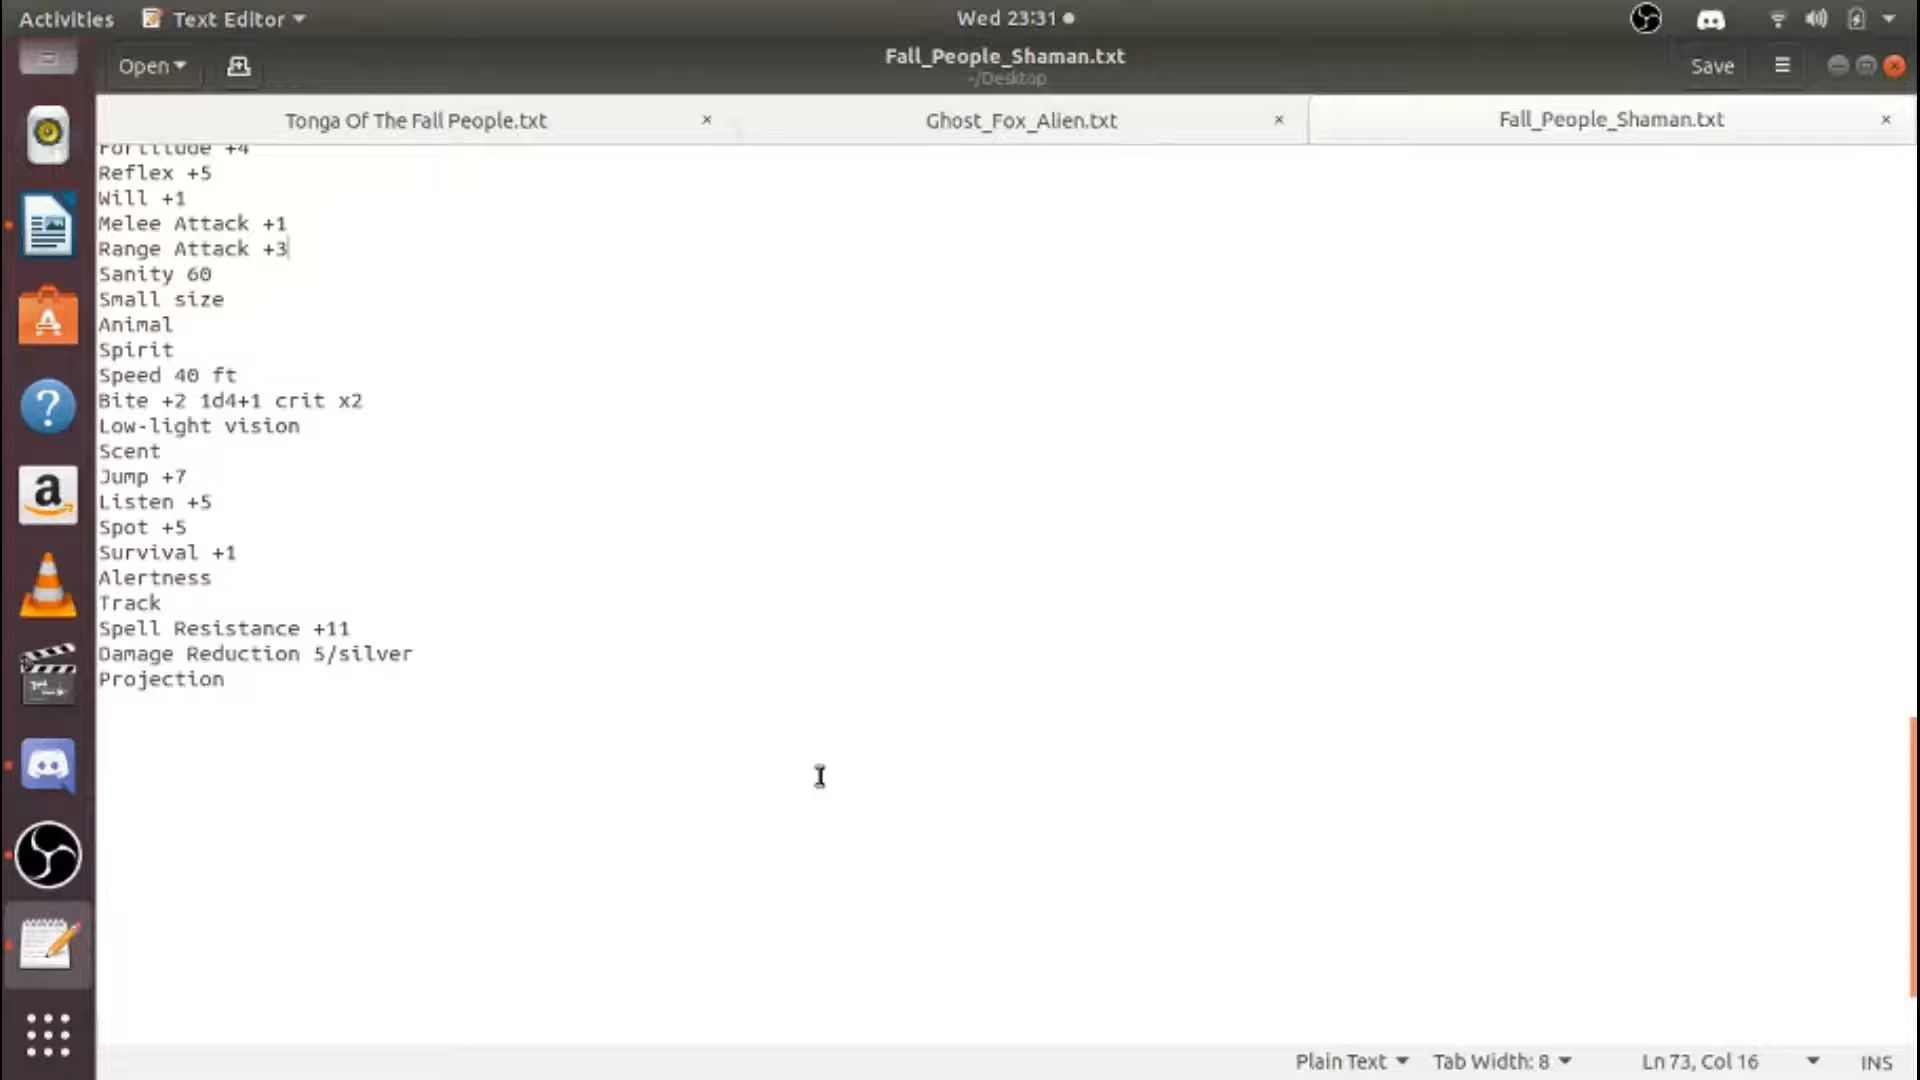 Activities Text Editor Wed 23:31
Open Fall_People_Shaman.txt Save
~/Desktop
Tonga Of The Fall People.txt Ghost_Fox_Alien.txt Fall_People_Shaman.txt
Fortitude +4
Reflex +5
Will +1
Melee Attack +1
Range Attack +3
Sanity 60
Small size
Animal
Spirit
Speed 40 ft
Bite +2 1d4+1 crit x2
Low-light vision
Scent
Jump +7
Listen +5
Spot +5
Survival +1
Alertness
Track
Spell Resistance +11
Damage Reduction 5/silver
Projection
Plain Text Tab Width: 8 Ln 73, Col 16 INS